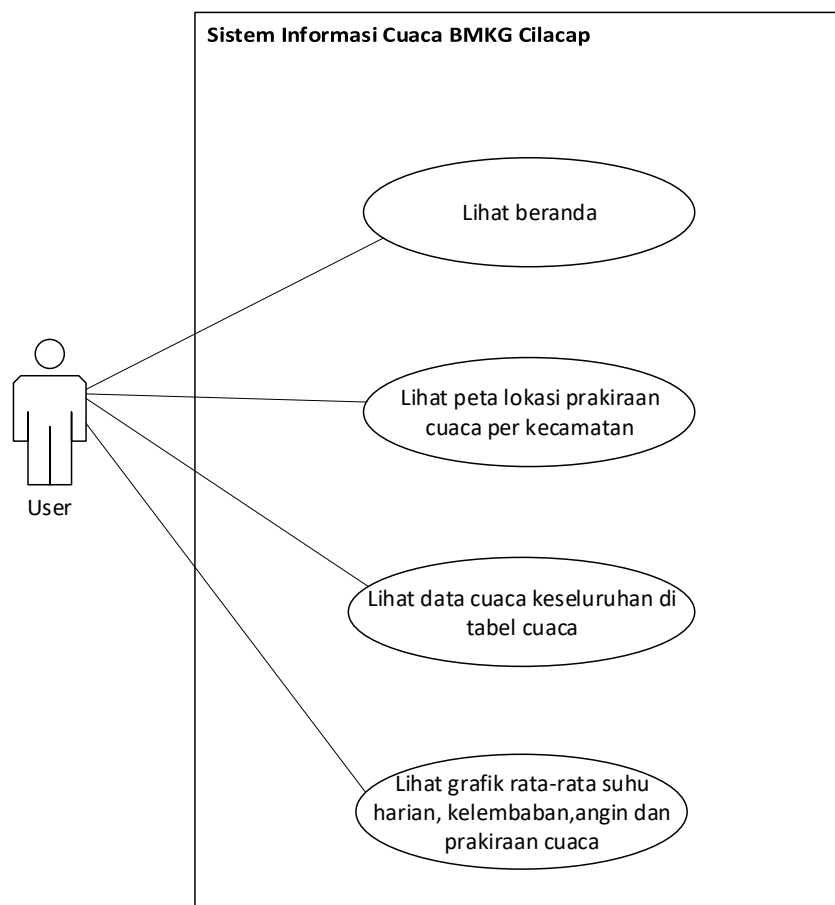 Sistem Informasi Cuaca BMKG Cilacap
Lihat beranda
Lihat peta lokasi prakiraan
cuaca per kecamatan
User
Lihat data cuaca keseluruhan di
tabel cuaca
Lihat grafik rata-rata suhu
harian, kelembaban,angin dan
prakiraan cuaca